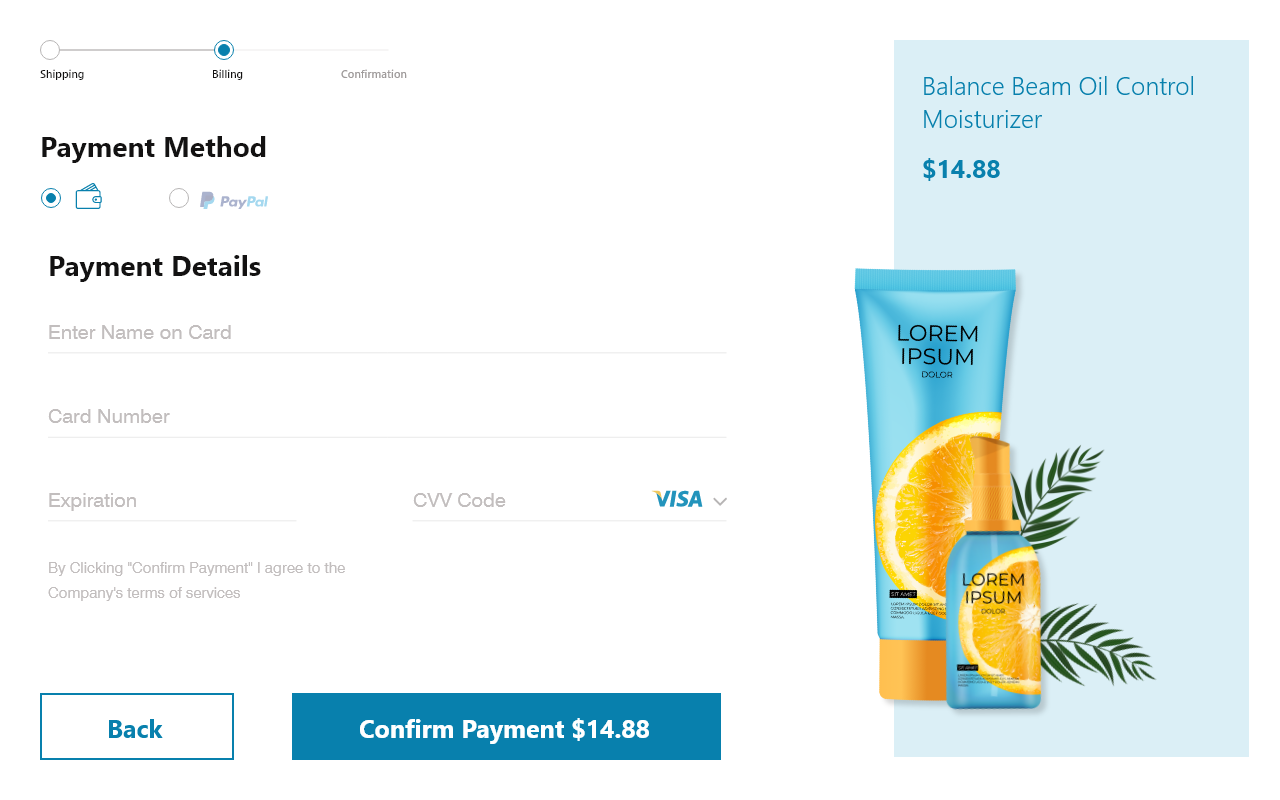 Shipping
Billing
Confirmation
Payment Method
PayPal
Payment Details
Enter Name on Card
Card Number
Expiration
CVV Code
VISA
By Clicking "Confirm Payment" I agree to the
Company's terms of services
Back
Confirm Payment $14.88
Balance Beam Oil Control
Moisturizer
$14.88
LOREM
IPSUM
DOLOR
SIT AMET
LOREM
IPSUM
DOLOR
SIT AMET